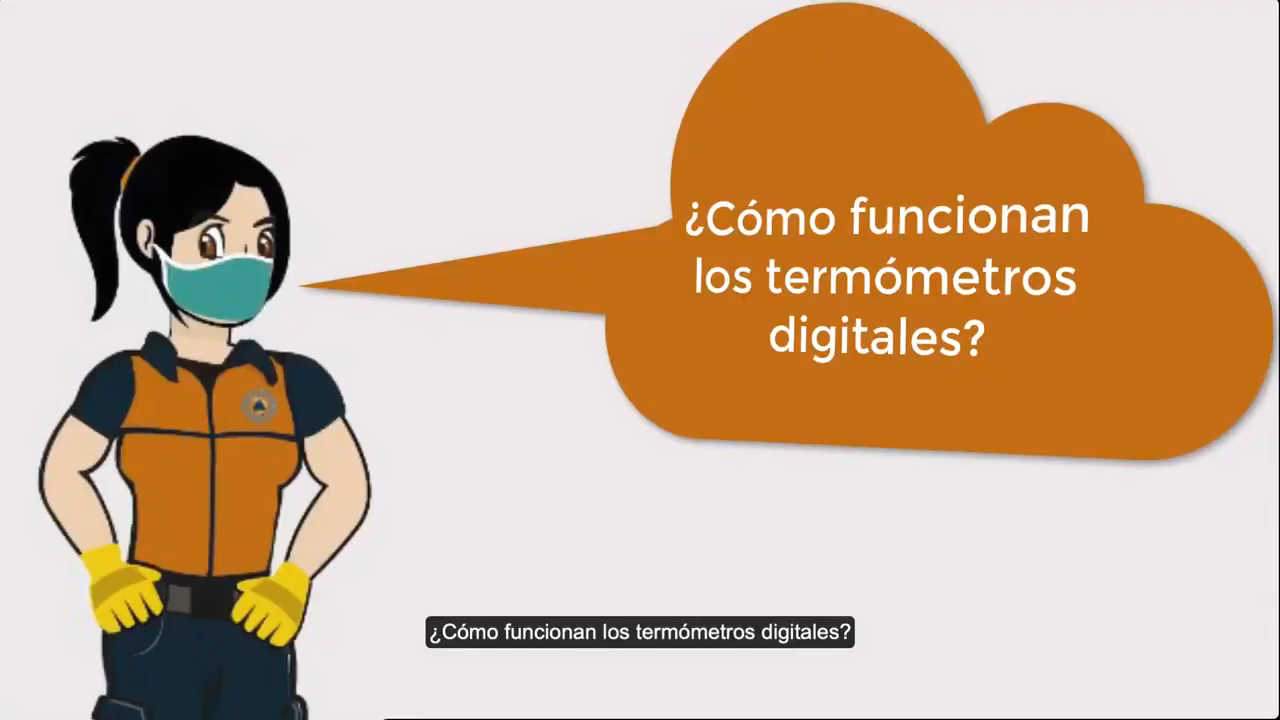 ¿Cómo funcionan
los termómetros
digitales?
¿Cómo funcionan los termómetros digitales?